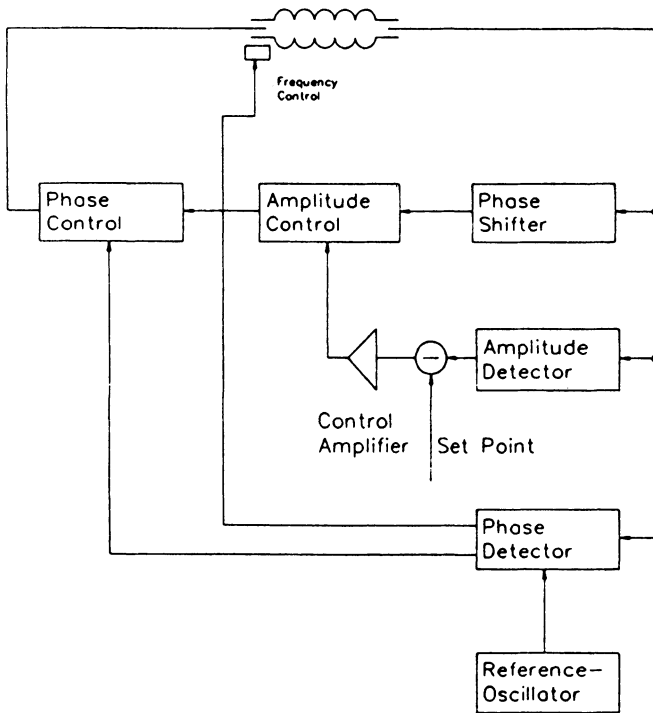 Frequency
Control
Phase
Control
Amplitude
Control
Phase
Shifter
Amplitude
Detector
Control
Amplifier
Set Point
Phase
Detector
Reference-
Oscillator